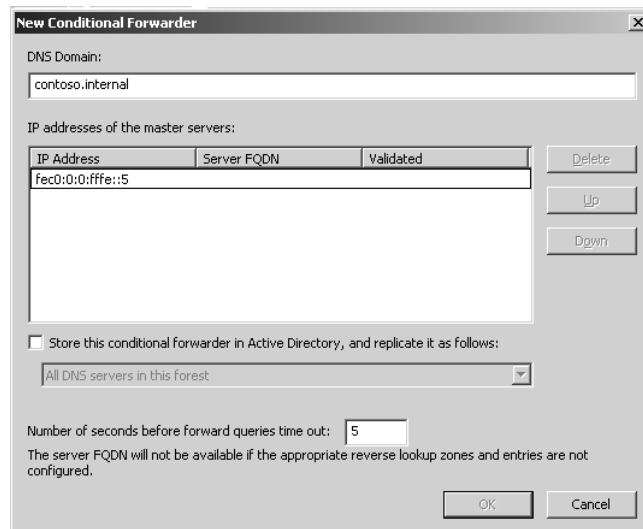 New Conditional Forwarder
DNS Domain:
contoso.internal
IP addresses of the master servers:
IP Address Server FQDN Validated
fec0:0:0:fffe::5
Delete
Up
Down
Store this conditional forwarder in Active Directory, and replicate it as follows:
All DNS servers in this forest
Number of seconds before forward queries time out: 5
The server FQDN will not be available if the appropriate reverse lookup zones and entries are not
configured.
OK Cancel